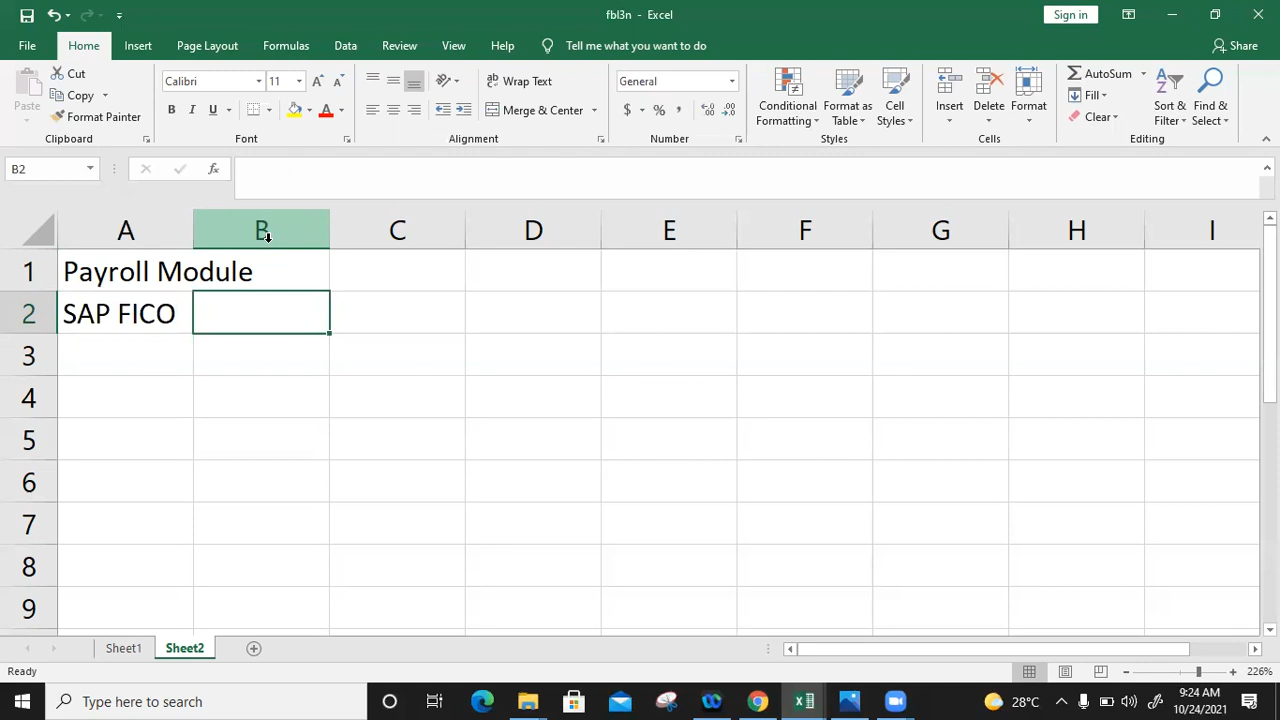 fbl3n - Excel
Sign in
File Home Insert Page Layout Formulas Data Review View Help Tell me what you want to do Share
Paste Cut Copy Format Painter
Calibri 11
B I U A
ab Wrap Text
Merge & Center
General
$ % ,
Conditional Formatting
Format as Table
Cell Styles
Insert Delete Format
AutoSum Fill Clear
Sort & Filter
Find & Select
Clipboard Font Alignment Number Styles Cells Editing
B2 fx
A B C D E F G H I
1 Payroll Module
2 SAP FICO
3
4
5
6
7
8
9
Sheet1 Sheet2
Ready 226%
Type here to search
28°C
9:24 AM
10/24/2021